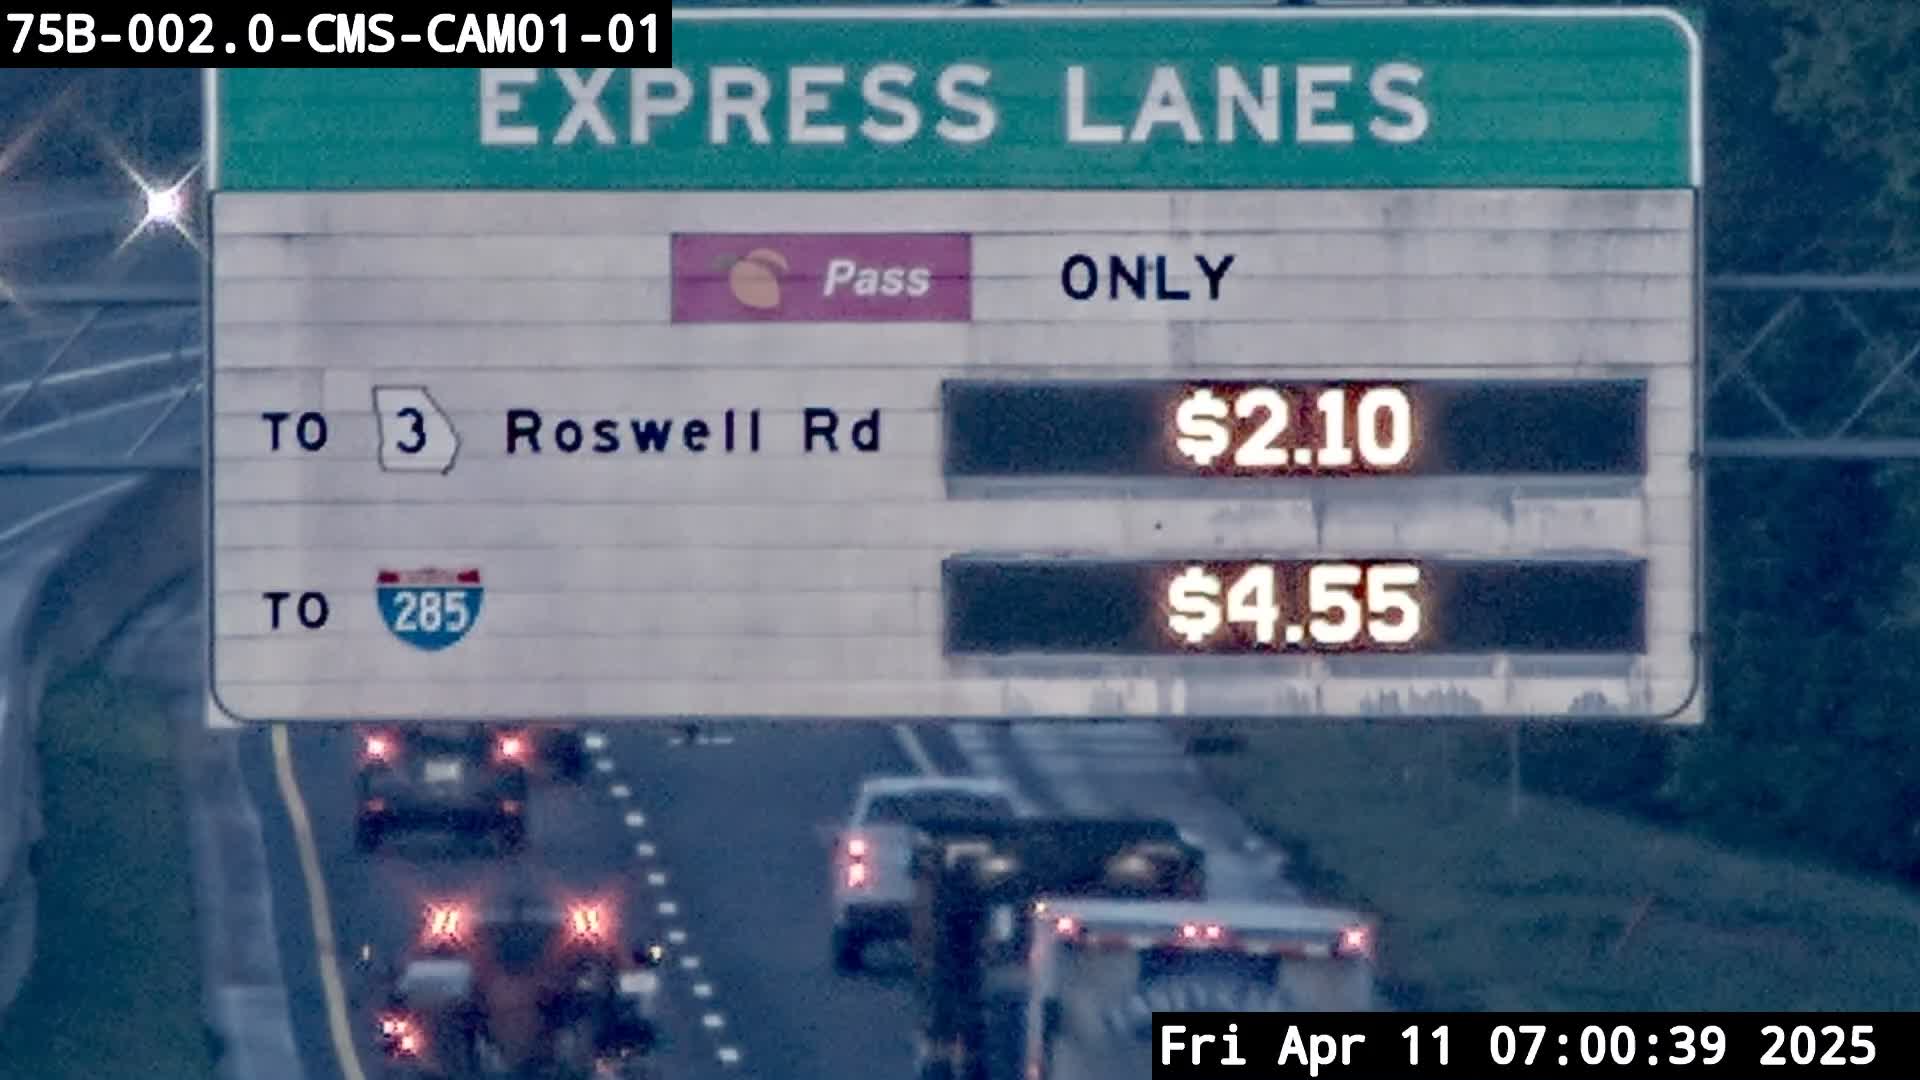 75B-002.0-CMS-CAM01-01
EXPRESS LANES
Pass ONLY
TO 3 Roswell Rd $2.10
TO 285 $4.55
Fri Apr 11 07:00:39 2025